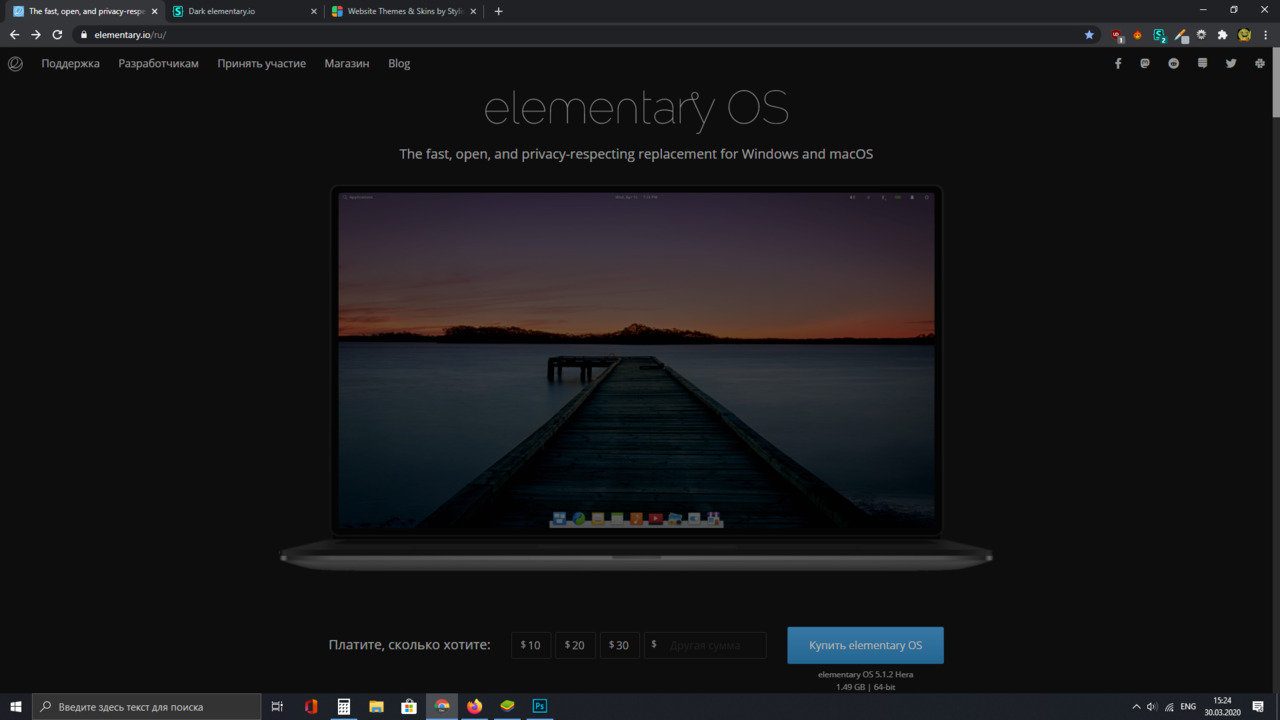 The fast, open, and privacy-respe
Dark elementary.io
Website Themes & Skins by Styli
elementary.io/ru/
Поддержка
Разработчикам
Принять участие
Магазин
Blog
elementary OS
The fast, open, and privacy-respecting replacement for Windows and macOS
Applications
Платите, сколько хотите:
$ 10
$ 20
$ 30
$ Другая сумма
Купить elementary OS
elementary OS 5.1.2 Hera
1.49 GB | 64-bit
Введите здесь текст для поиска
Ps
ENG
15:24
30.03.2020